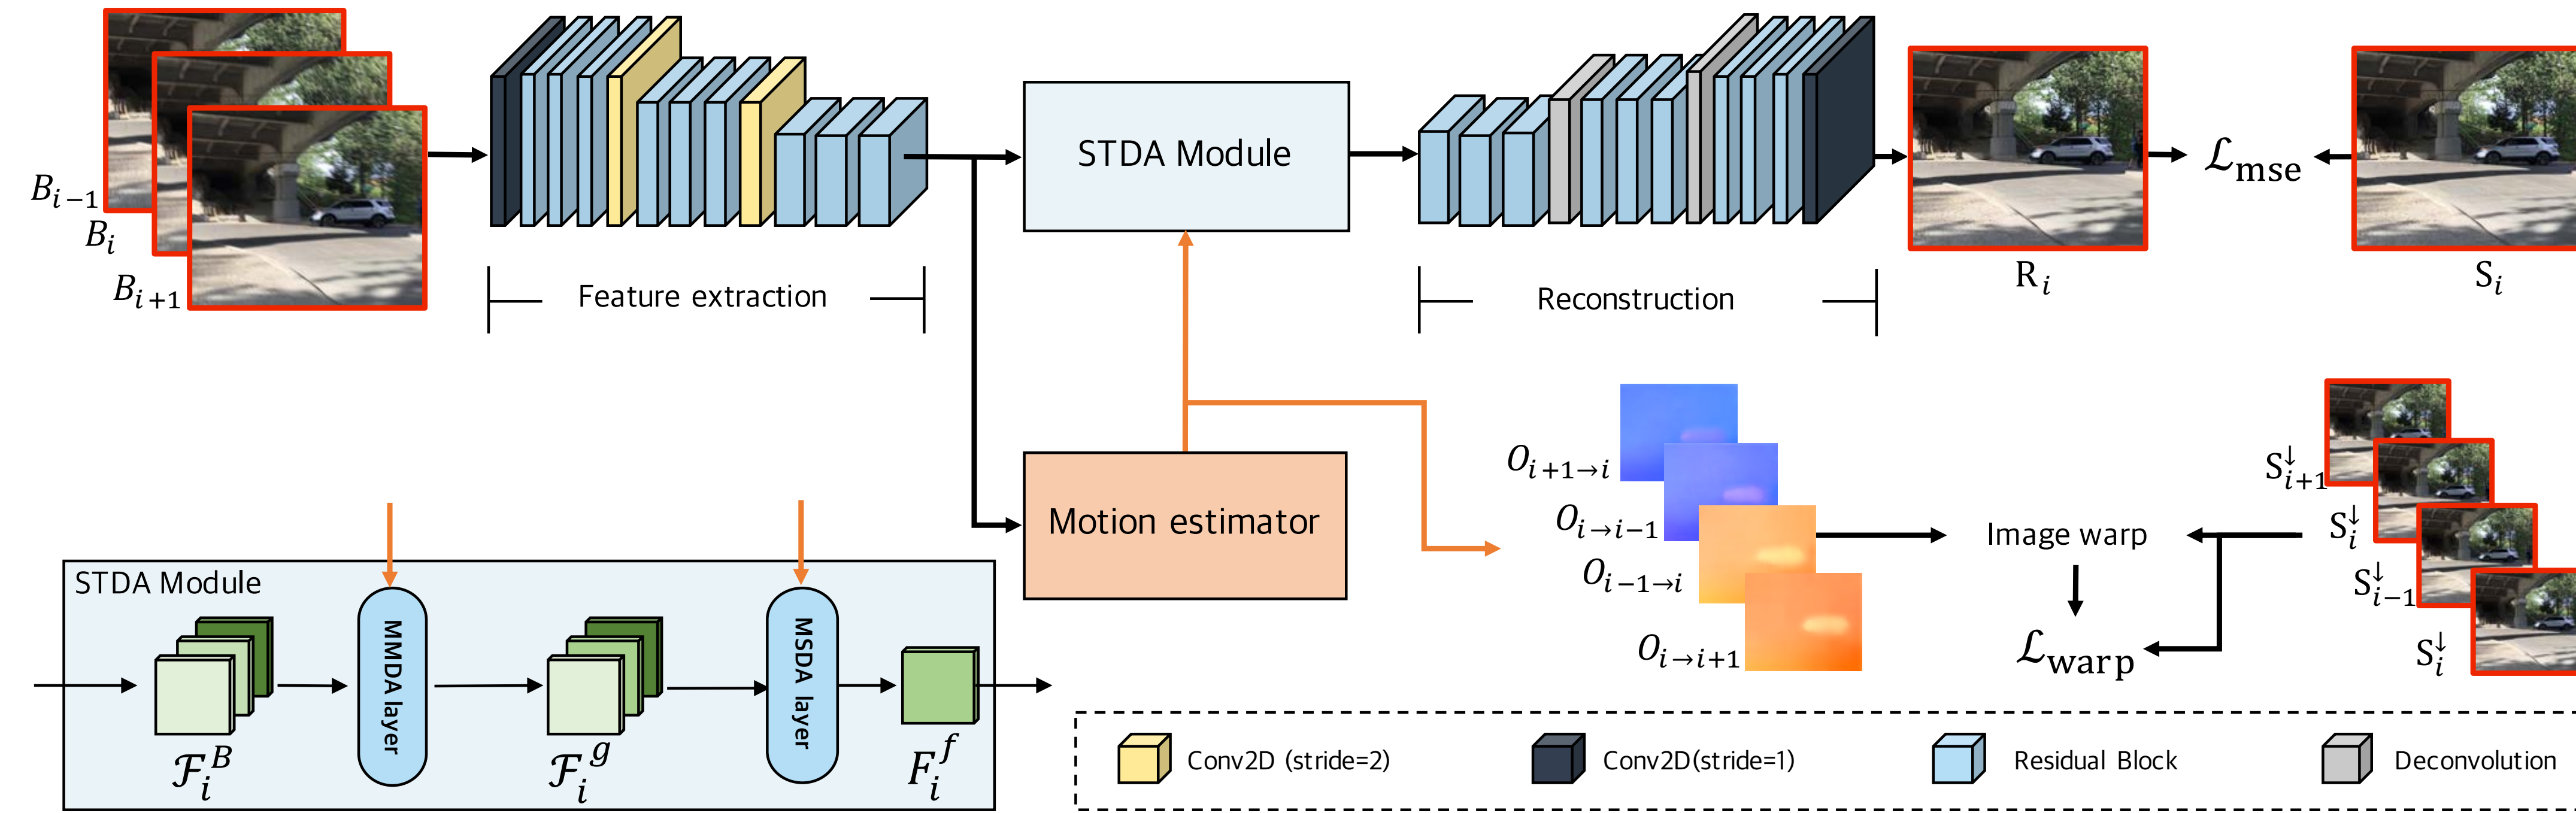 B_{i-1}
B_i
B_{i+1}
Feature extraction
STDA Module
Reconstruction
R_i
ℒ_mse
S_i
Motion estimator
O_{i+1→i}
O_{i→i-1}
O_{i-1→i}
O_{i→i+1}
Image warp
ℒ_warp
S^↓_{i+1}
S^↓_i
S^↓_{i-1}
S^↓_i
STDA Module
ℱ^B_i
MMDA layer
ℱ^g_i
MSDA layer
F^f_i
Conv2D (stride=2)
Conv2D(stride=1)
Residual Block
Deconvolution